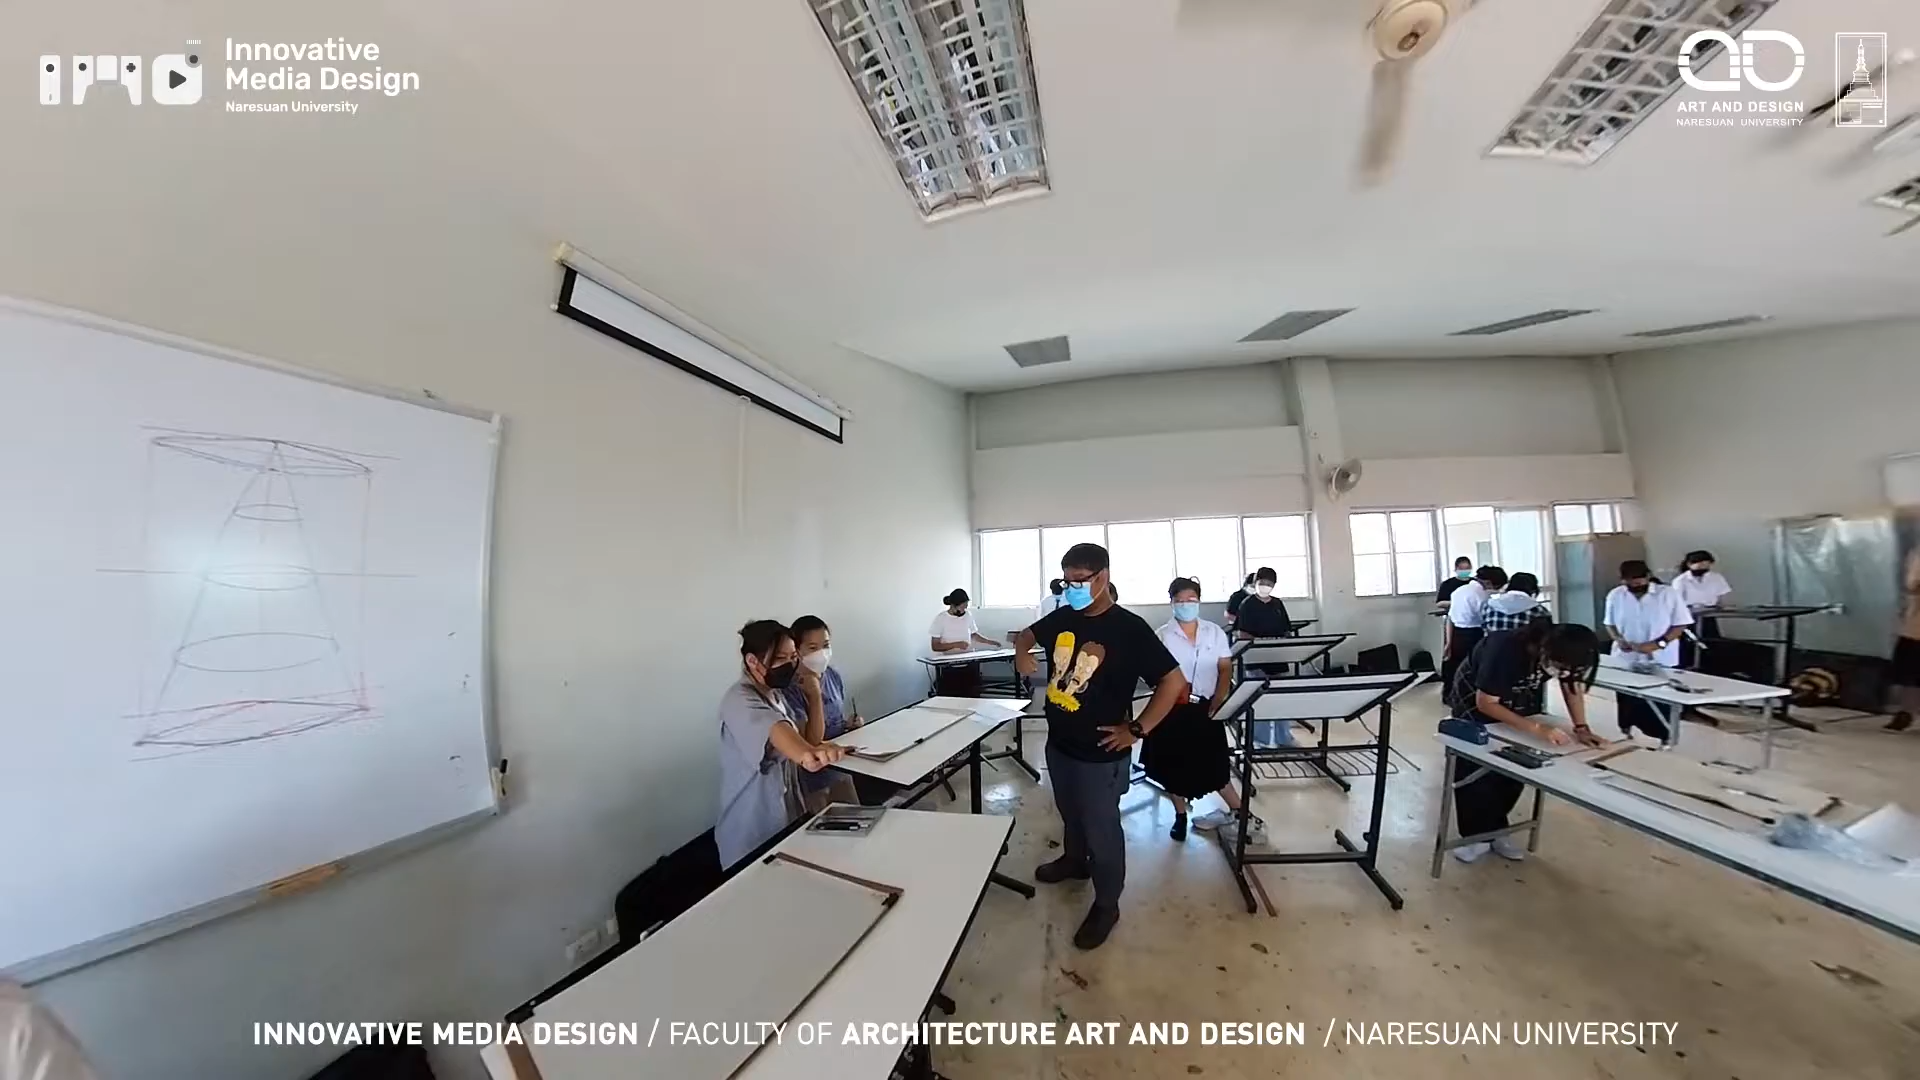 Innovative
Media Design
Naresuan University
ART AND DESIGN
NARESUAN UNIVERSITY
INNOVATIVE MEDIA DESIGN / FACULTY OF ARCHITECTURE ART AND DESIGN / NARESUAN UNIVERSITY